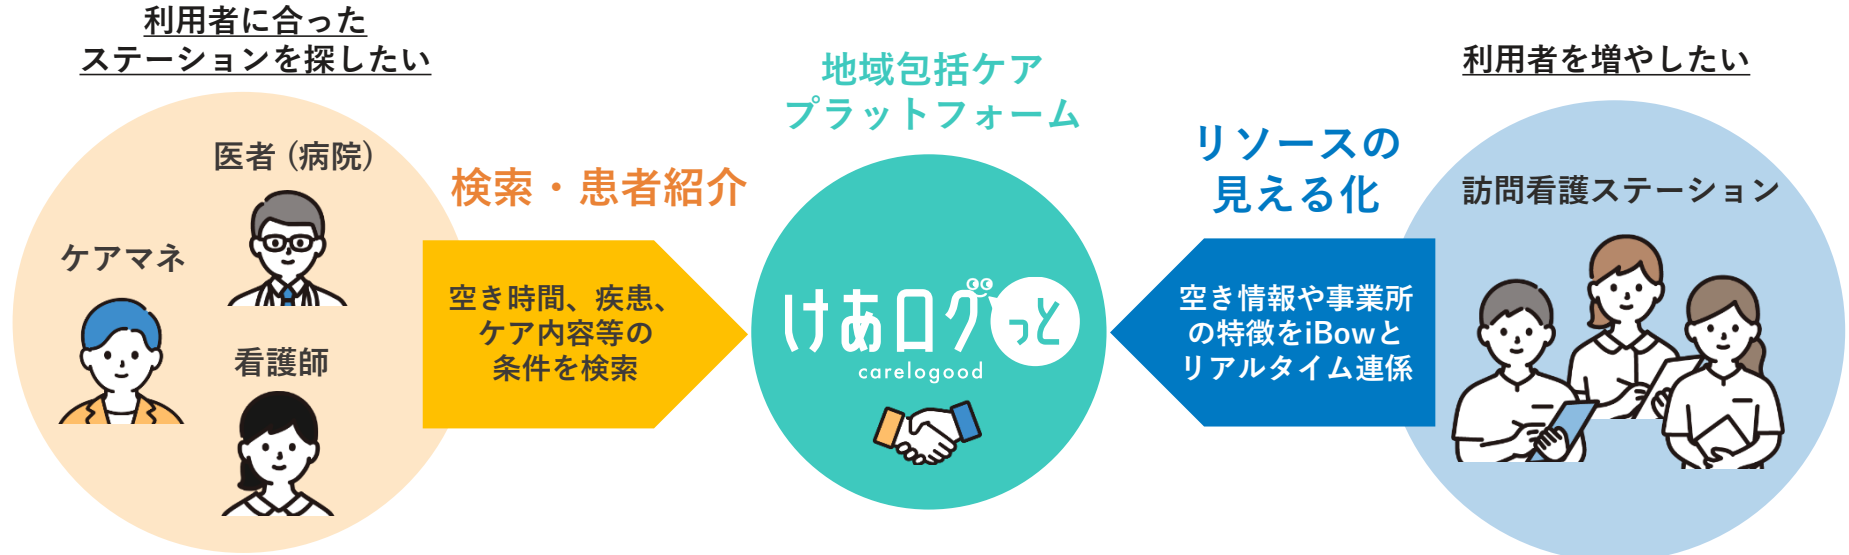 利用者に合った
ステーションを探したい
医者 (病院)
ケアマネ
看護師
検索・患者紹介
空き時間、疾患、
ケア内容等の
条件を検索
地域包括ケア
プラットフォーム
けあログっと
carelogood
リソースの
見える化
空き情報や事業所
の特徴をiBowと
リアルタイム連係
利用者を増やしたい
訪問看護ステーション